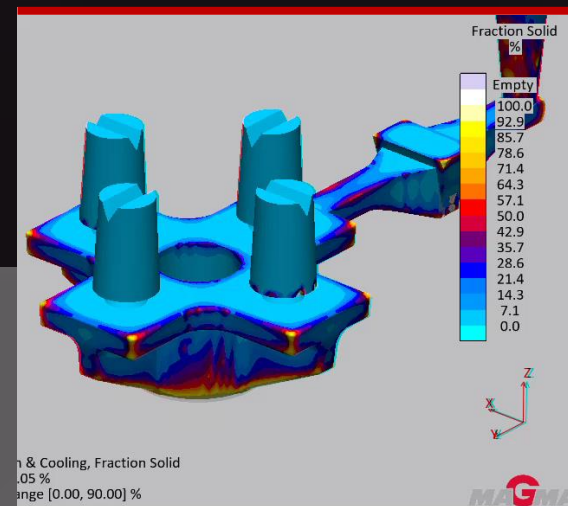 Fraction Solid
%
Empty
100.0
92.9
85.7
78.6
71.4
64.3
57.1
50.0
42.9
35.7
28.6
21.4
14.3
7.1
0.0
Z
X
Y
n & Cooling, Fraction Solid
.05 %
ange [0.00, 90.00] %
MAGMA